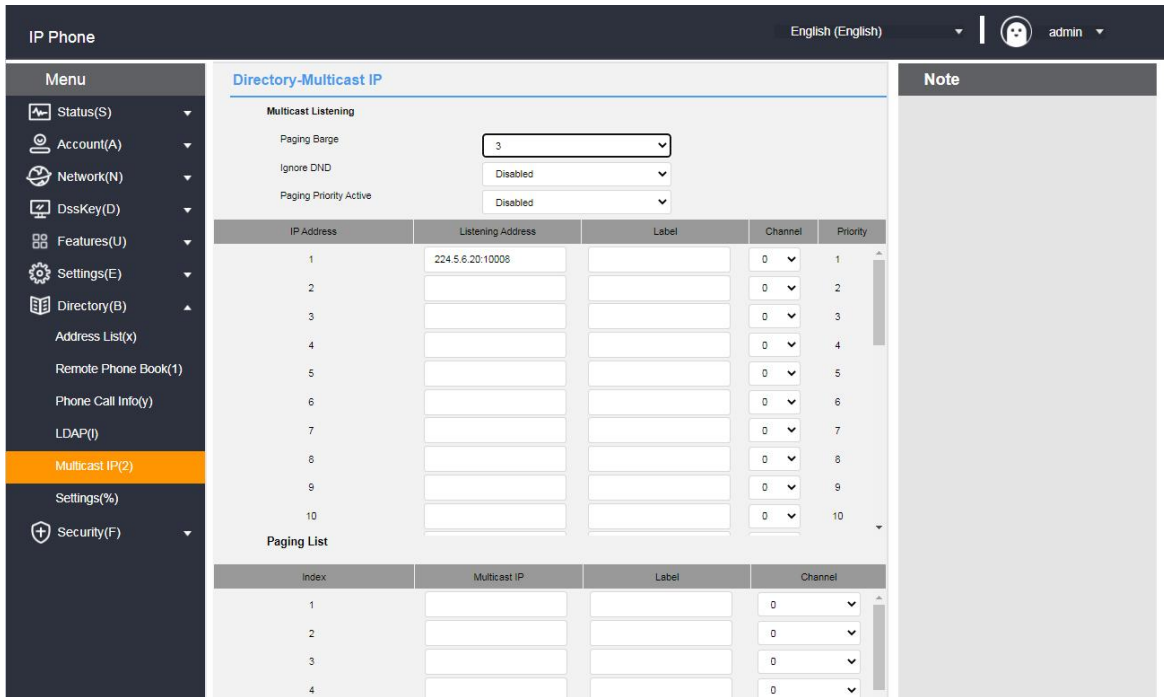 IP Phone
English (English)
admin
Menu
Status(S)
Account(A)
Network(N)
DssKey(D)
Features(U)
Settings(E)
Directory(B)
Address List(x)
Remote Phone Book(1)
Phone Call Info(y)
LDAP(I)
Multicast IP(2)
Settings(%)
Security(F)
Directory-Multicast IP
Multicast Listening
Paging Barge 3
Ignore DND Disabled
Paging Priority Active Disabled
IP Address Listening Address Label Channel Priority
1 224.5.6.20:10008 0 1
2 0 2
3 0 3
4 0 4
5 0 5
6 0 6
7 0 7
8 0 8
9 0 9
10 0 10
Paging List
Index Multicast IP Label Channel
1 0
2 0
3 0
4 0
Note